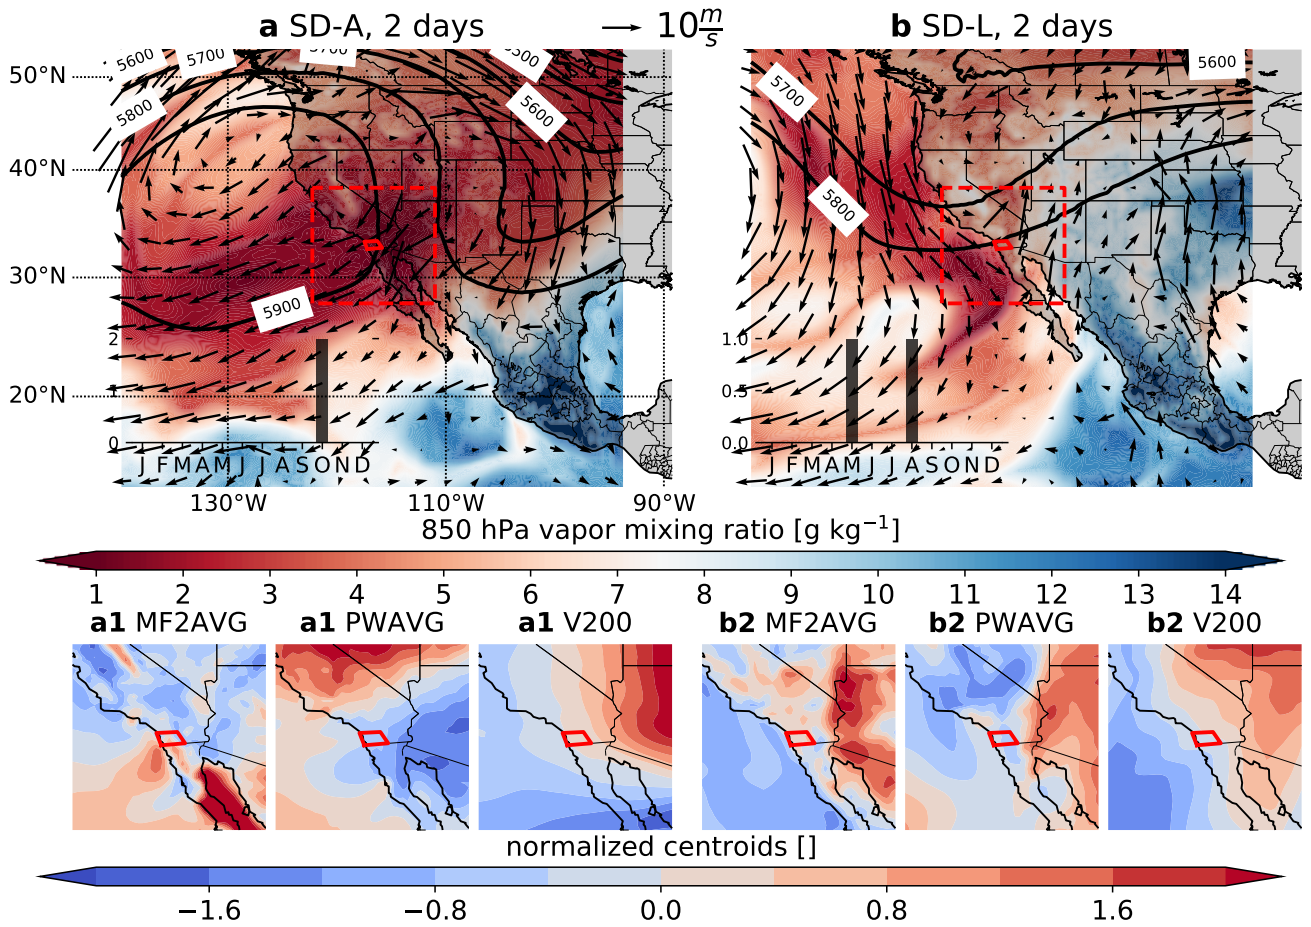 a SD-A, 2 days
10 m/s
b SD-L, 2 days
50°N
40°N
30°N
20°N
5600
5700
5700
5500
5800
5600
5900
2
1
0
J F M A M J J A S O N D
130°W
110°W
90°W
5600
5700
5800
1.0
0.5
0.0
J F M A M J J A S O N D
850 hPa vapor mixing ratio [g kg⁻¹]
1 2 3 4 5 6 7 8 9 10 11 12 13 14
a1 MF2AVG
a1 PWAVG
a1 V200
b2 MF2AVG
b2 PWAVG
b2 V200
normalized centroids []
−1.6 −0.8 0.0 0.8 1.6